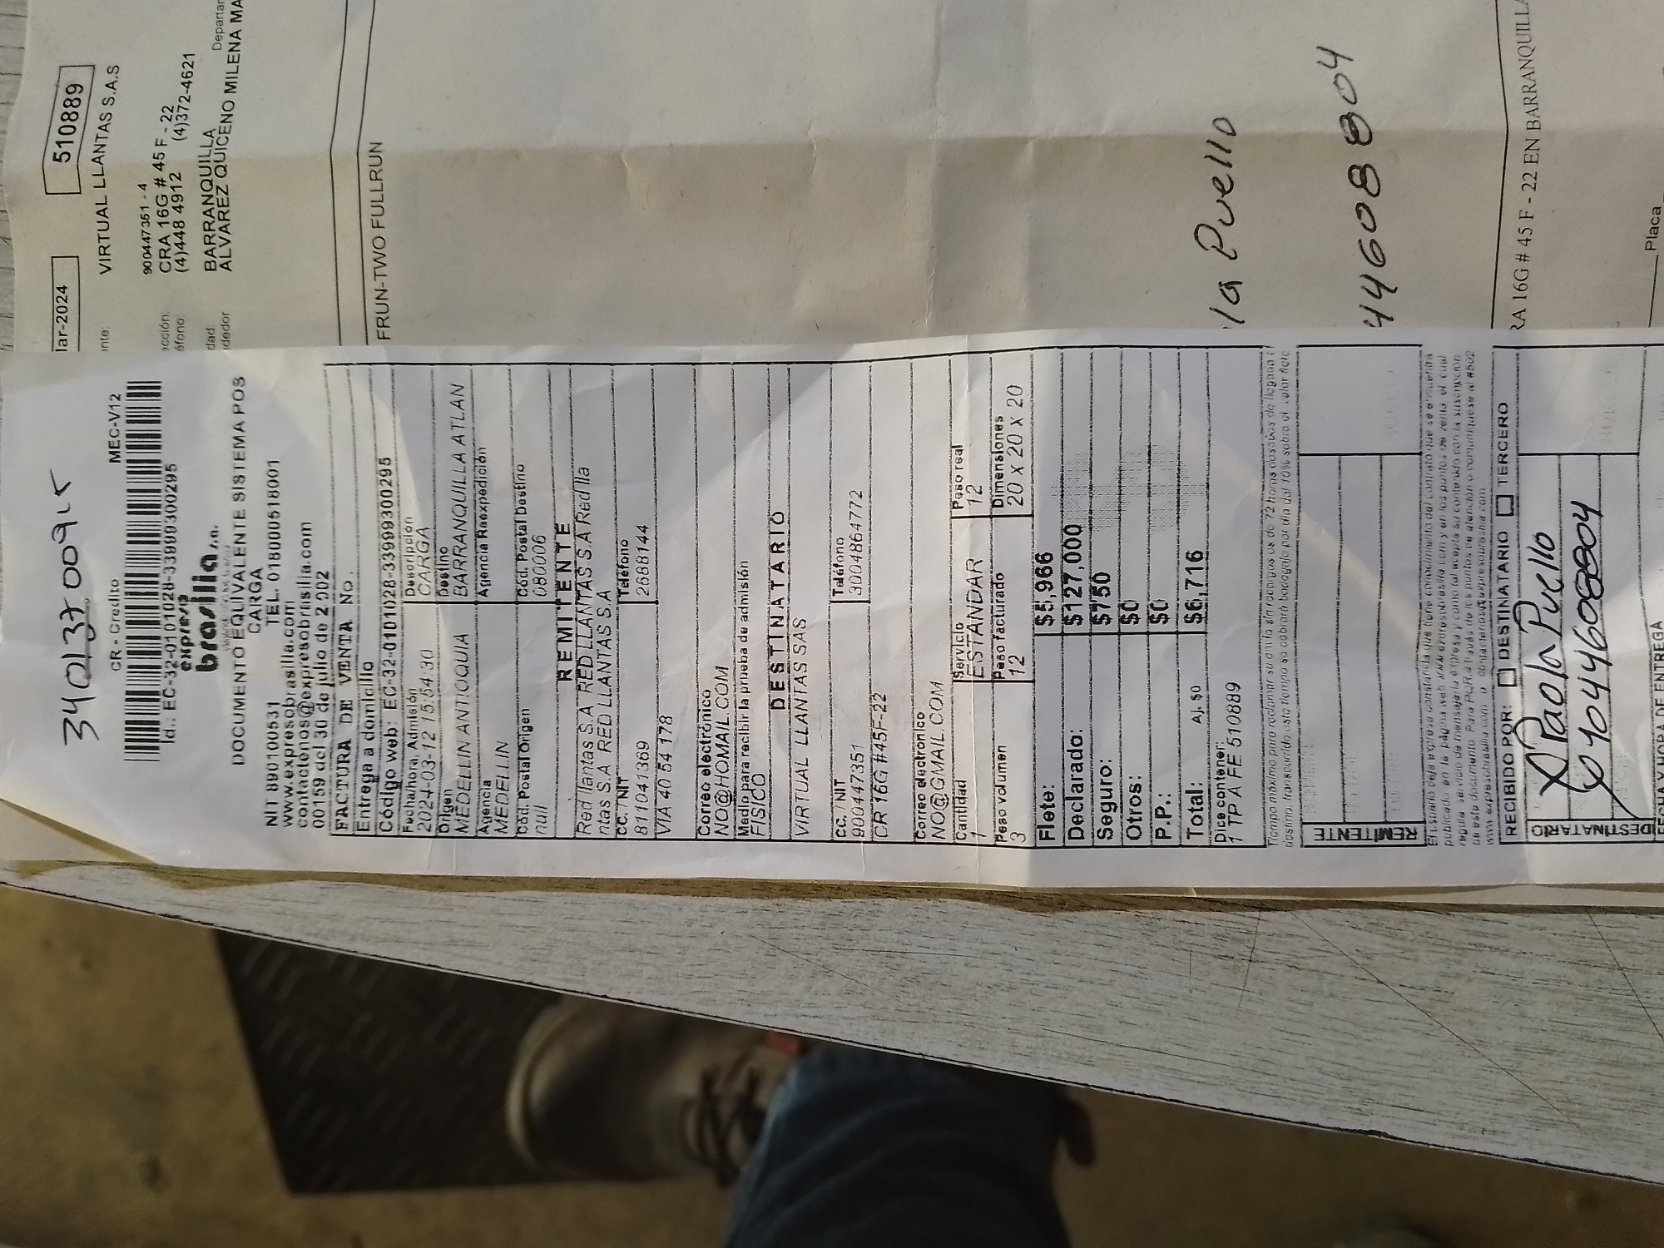 3401370095
CR - Credito MEC-V12
Id.: EC-32-0101028-33999300295
expreso
brasilia s.a.
DOCUMENTO EQUIVALENTE SISTEMA POS
CARGA
NIT 890100531 TEL. 018000518001
www.expresobrasilia.com
contactenos@expresobrasilia.com
00159 del 30 de julio de 2002
FACTURA DE VENTA No.
Entrega a domicilio
Código web: EC-32-0101028-33999300295
Fecha/hora. Admisión Descripción
2024-03-12 15:54:30 CARGA
Origen Destino
MEDELLIN ANTIOQUIA BARRANQUILLA ATLAN
Agencia Agencia Reexpedición
MEDELLIN
Cód. Postal Origen Cód. Postal Destino
null 080006
REMITENTE
Red llantas S.A RED LLANTAS S.A Red lla
ntas S.A RED LLANTAS S.A
CC. / NIT Teléfono
811041369 2688144
VIA 40 54 178
Correo electrónico
NO@HOMAIL.COM
Medio para recibir la prueba de admisión
FISICO
DESTINATARIO
VIRTUAL LLANTAS SAS
Cc. / NIT Teléfono
900447351 3004864772
CR 16G #45F-22
Correo electrónico
NO@GMAIL.COM
Cantidad Servicio Peso real
1 ESTANDAR 12
Peso volumen Peso facturado Dimensiones
3 12 20 x 20 x 20
Flete: $5,966
Declarado: $127,000
Seguro: $750
Otros: $0
P.P.: $0
Total: Aj. $0 $6,716
Dice contener:
1 TP A FE 510889
REMITENTE
RECIBIDO POR: DESTINATARIO TERCERO
DESTINATARIO
Paola Puello
1044608804
FECHA Y HORA DE ENTREGA
ar-2024 510889
VIRTUAL LLANTAS S.A.S
900447351 - 4
CRA 16G # 45 F - 22
(4)448 4912 (4)372-4621
BARRANQUILLA
ALVAREZ QUICENO MILENA MA
FRUN-TWO FULLRUN
la Puello
44608804
RA 16G # 45 F - 22 EN BARRANQUILLA
Placa